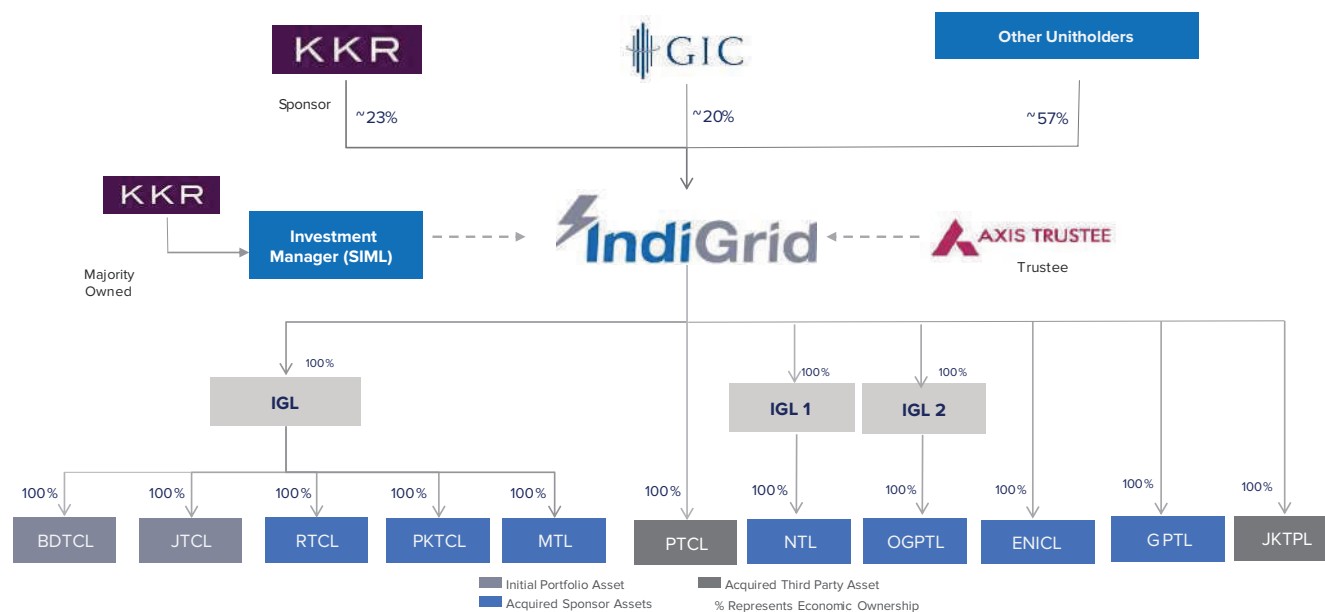 KKR
GIC
Other Unitholders
Sponsor
~23%
~20%
~57%
KKR
Investment
Manager (SIML)
IndiGrid
AXIS TRUSTEE
Trustee
Majority
Owned
100%
100%
100%
IGL
IGL 1
IGL 2
100%
100%
100%
100%
100%
100%
100%
100%
100%
100%
100%
BDTCL
JTCL
RTCL
PKTCL
MTL
PTCL
NTL
OGPTL
ENICL
G PTL
JKTPL
Initial Portfolio Asset
Acquired Third Party Asset
Acquired Sponsor Assets
% Represents Economic Ownership